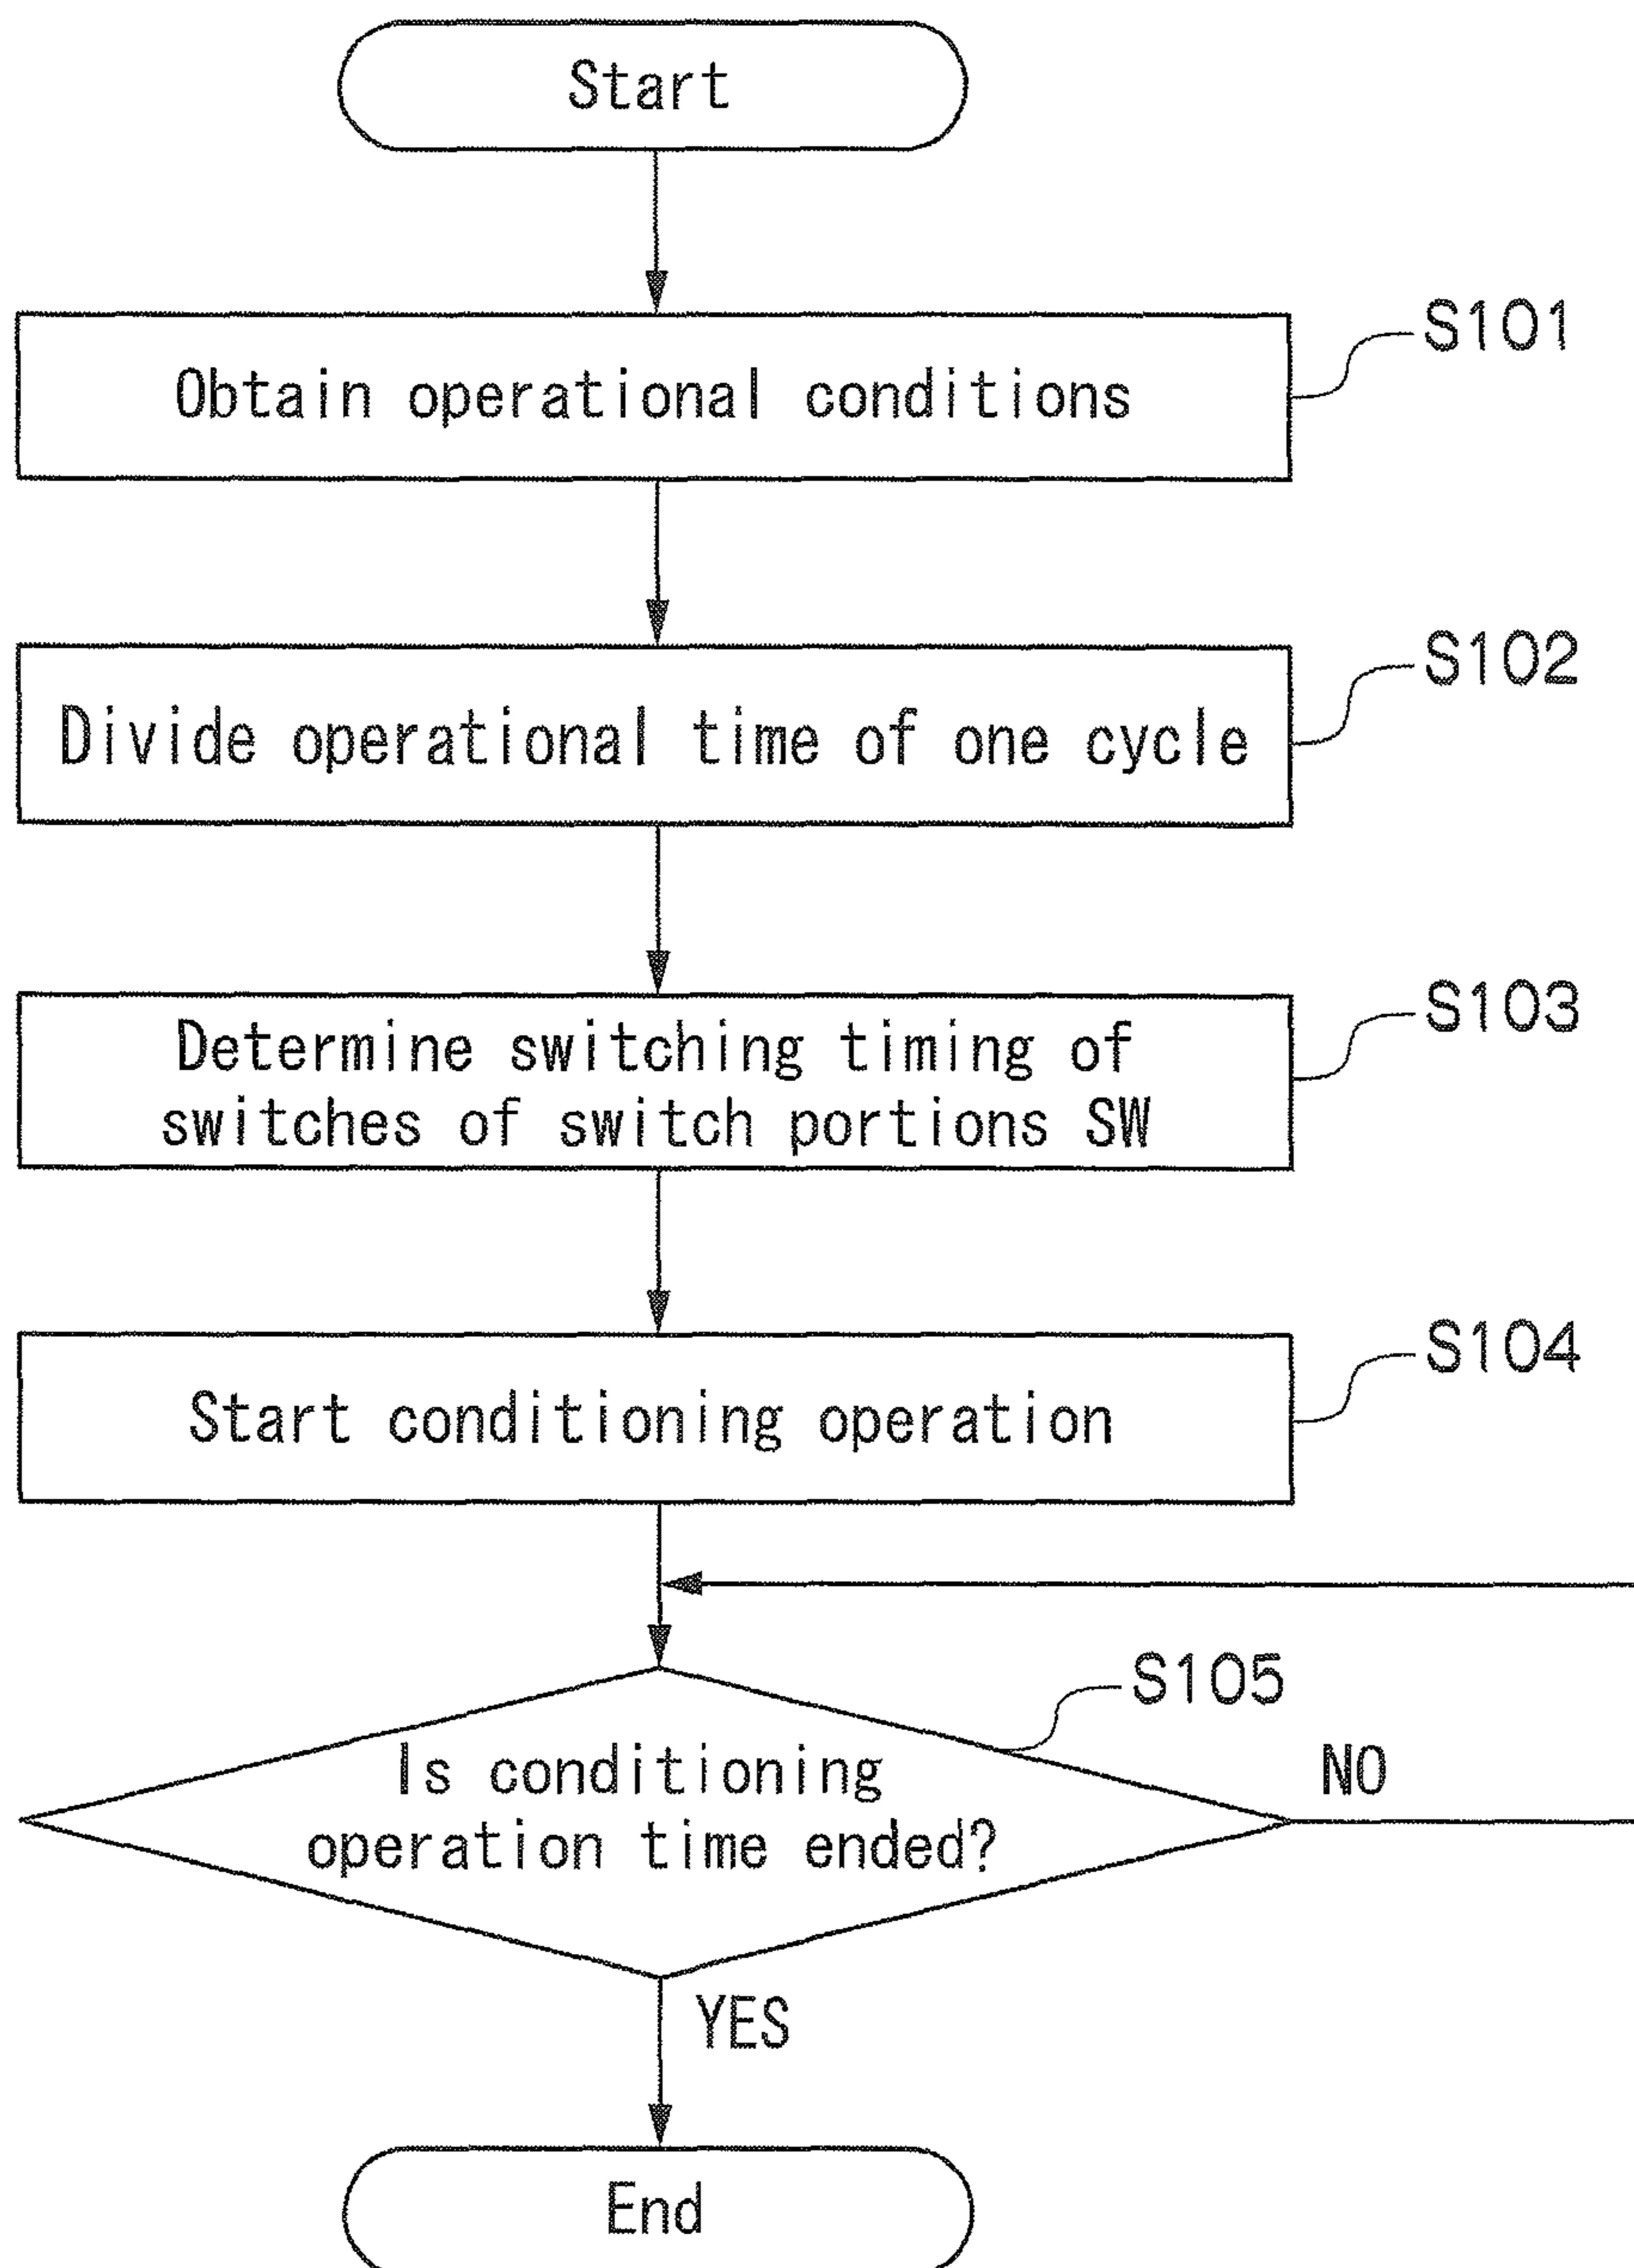 Start
S101
Obtain operational conditions
S102
Divide operational time of one cycle
S103
Determine switching timing of
switches of switch portions SW
S104
Start conditioning operation
S105
Is conditioning
operation time ended?
NO
YES
End